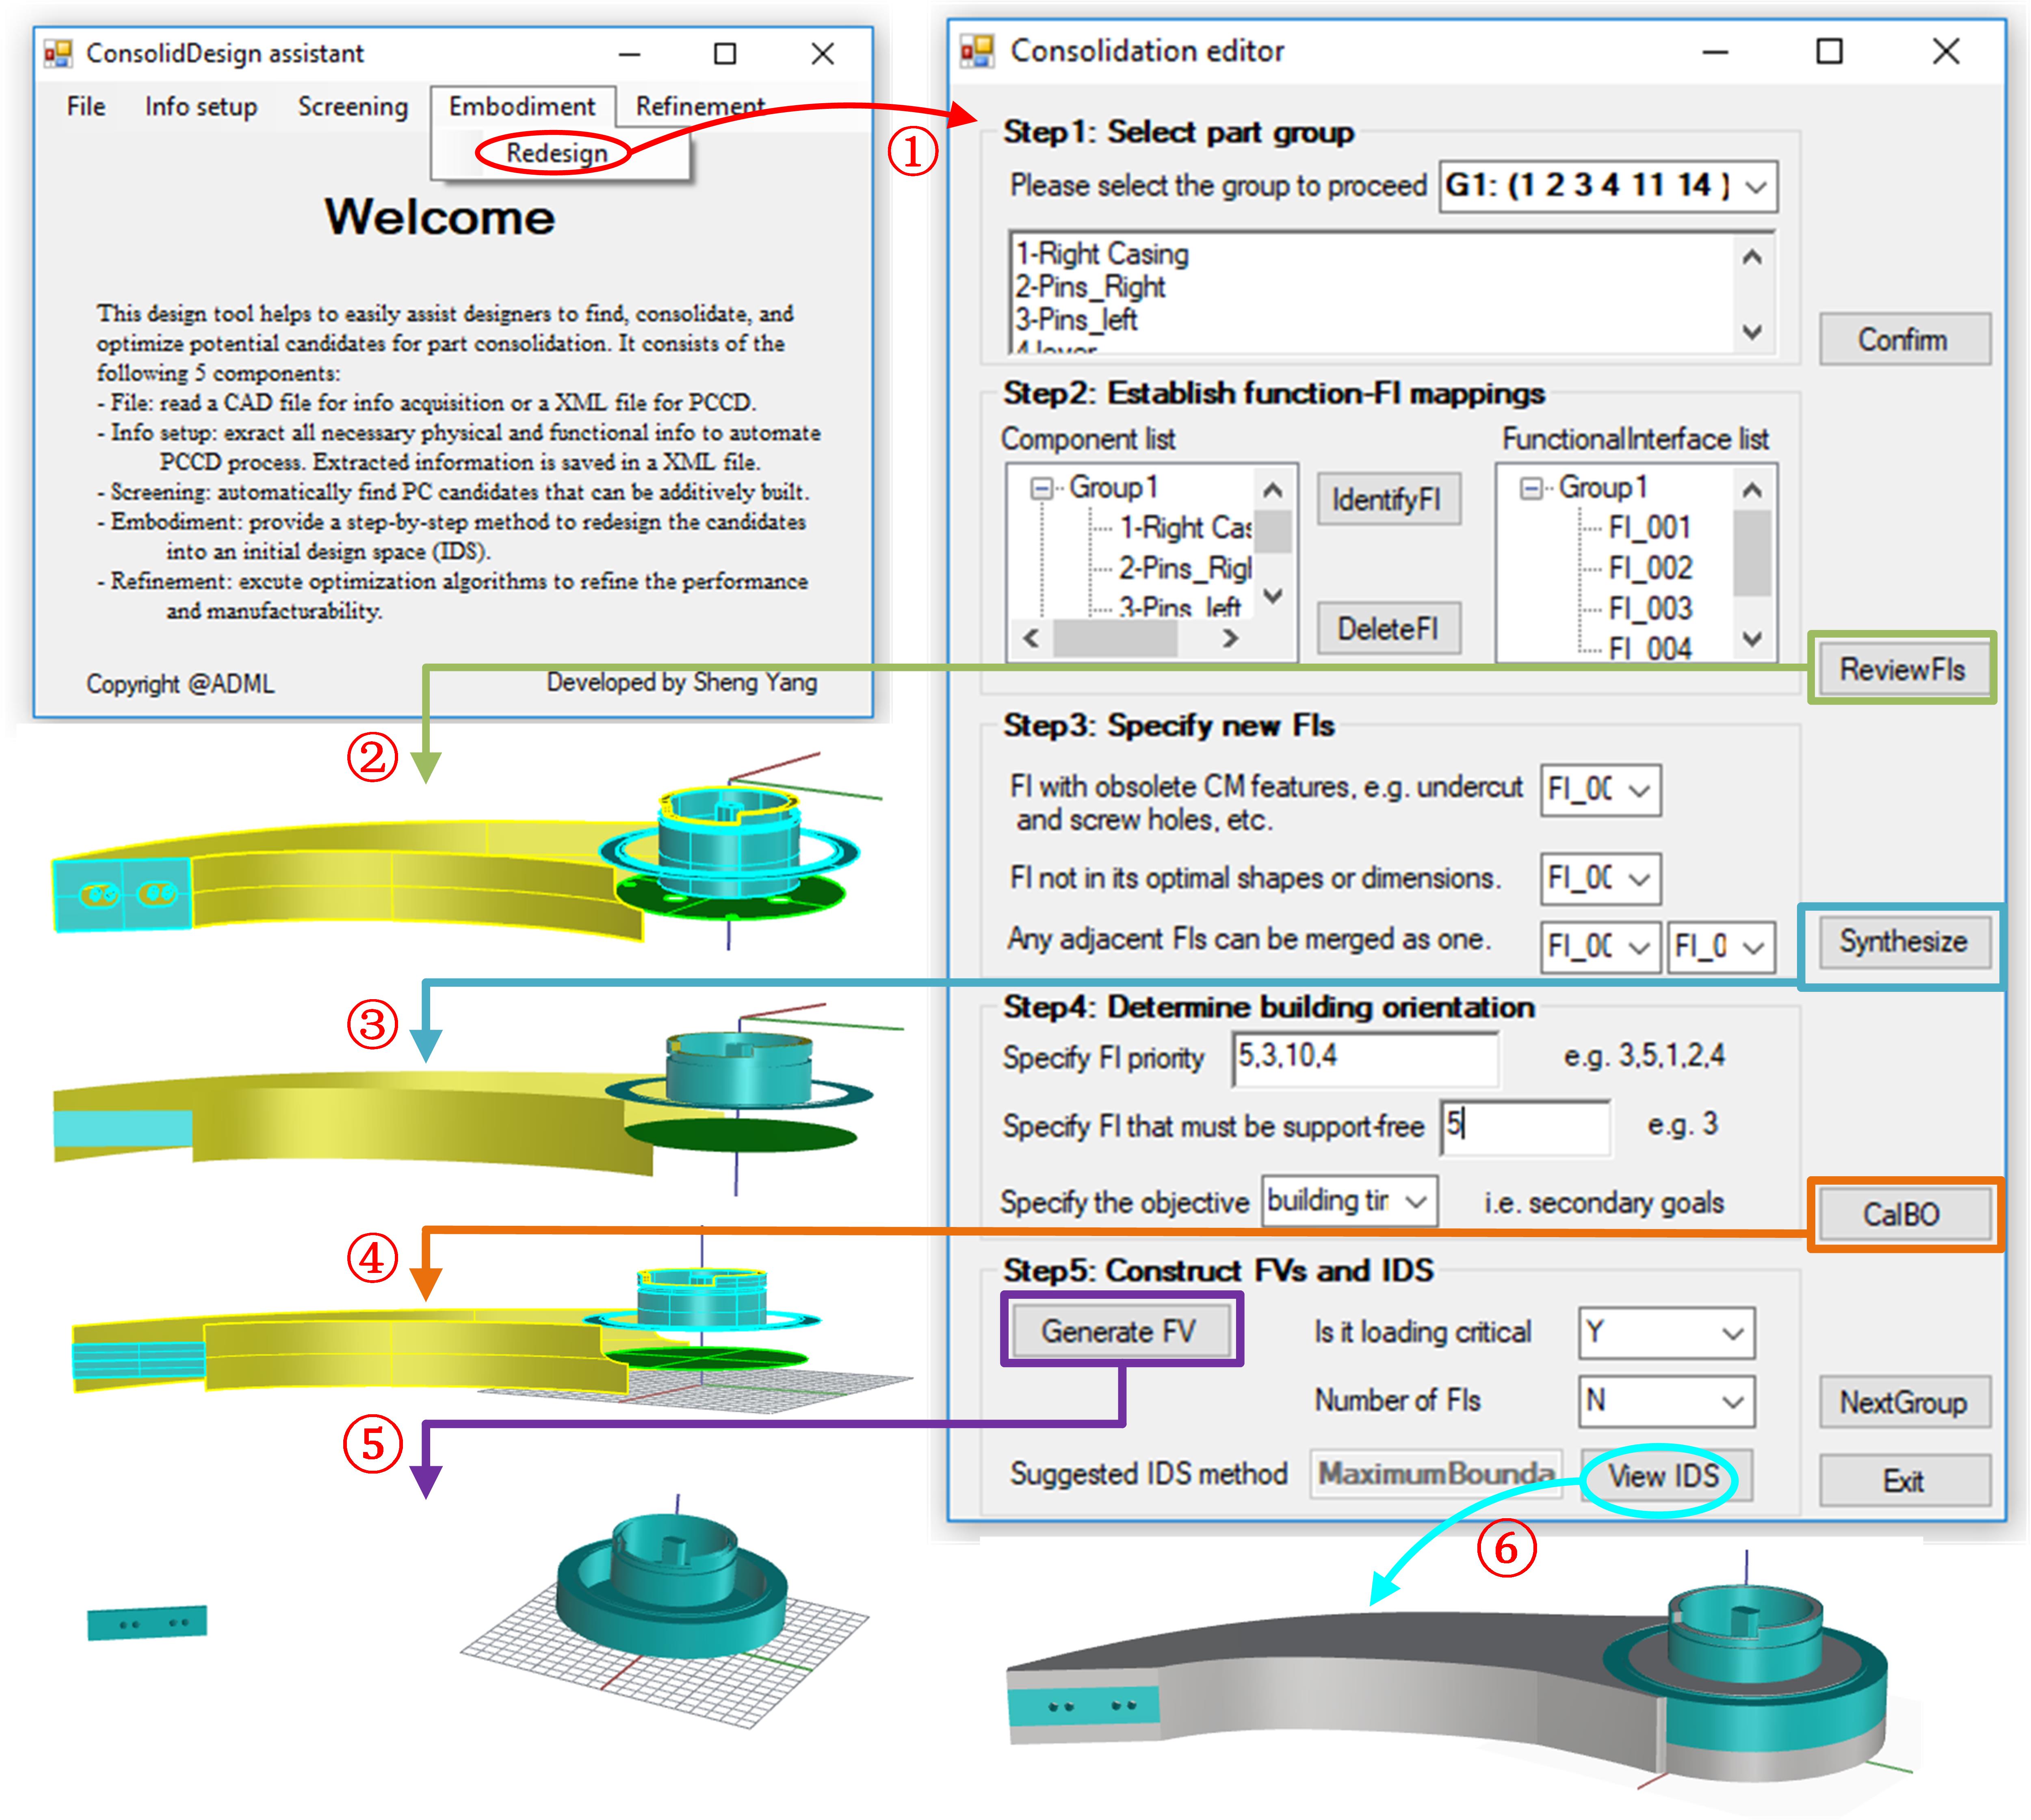 ConsolidDesign assistant
File Info setup Screening Embodiment Refinement
Redesign
Welcome
This design tool helps to easily assist designers to find, consolidate, and
optimize potential candidates for part consolidation. It consists of the
following 5 components:
- File: read a CAD file for info acquisition or a XML file for PCCD.
- Info setup: exract all necessary physical and functional info to automate
PCCD process. Extracted information is saved in a XML file.
- Screening: automatically find PC candidates that can be additively built.
- Embodiment: provide a step-by-step method to redesign the candidates
into an initial design space (IDS).
- Refinement: excute optimization algorithms to refine the performance
and manufacturability.
Copyright @ADML Developed by Sheng Yang
①
Consolidation editor
Step1: Select part group
Please select the group to proceed G1: (1 2 3 4 11 14 )
1-Right Casing
2-Pins_Right
3-Pins_left
Confirm
Step2: Establish function-FI mappings
Component list FunctionalInterface list
Group1 IdentifyFI Group1
1-Right Cas FI_001
2-Pins_Righ FI_002
3-Pins_left DeleteFI FI_003
FI_004
ReviewFIs
Step3: Specify new FIs
FI with obsolete CM features, e.g. undercut FI_00
and screw holes, etc.
FI not in its optimal shapes or dimensions. FI_00
Any adjacent FIs can be merged as one. FI_00 FI_0
Synthesize
Step4: Determine building orientation
Specify FI priority 5,3,10,4 e.g. 3,5,1,2,4
Specify FI that must be support-free 5 e.g. 3
Specify the objective building tim i.e. secondary goals
CalBO
Step5: Construct FVs and IDS
Generate FV Is it loading critical Y
Number of FIs N
NextGroup
Suggested IDS method MaximumBounda View IDS
Exit
②
③
④
⑤
⑥